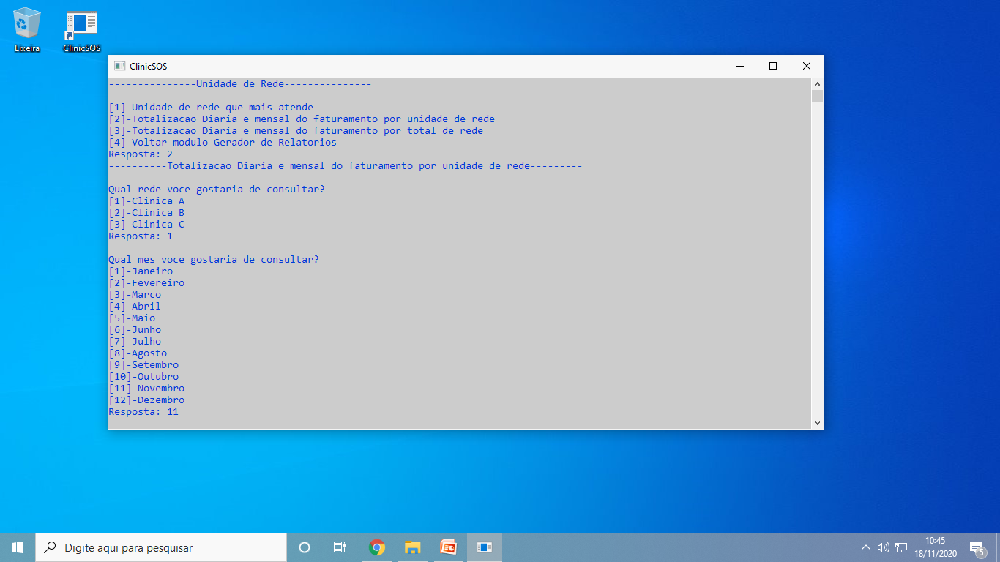 Lixeira
ClinicSOS
ClinicSOS
---------------Unidade de Rede---------------
[1]-Unidade de rede que mais atende
[2]-Totalizacao Diaria e mensal do faturamento por unidade de rede
[3]-Totalizacao Diaria e mensal do faturamento por total de rede
[4]-Voltar modulo Gerador de Relatorios
Resposta: 2
----------Totalizacao Diaria e mensal do faturamento por unidade de rede---------
Qual rede voce gostaria de consultar?
[1]-Clinica A
[2]-Clinica B
[3]-Clinica C
Resposta: 1
Qual mes voce gostaria de consultar?
[1]-Janeiro
[2]-Fevereiro
[3]-Marco
[4]-Abril
[5]-Maio
[6]-Junho
[7]-Julho
[8]-Agosto
[9]-Setembro
[10]-Outubro
[11]-Novembro
[12]-Dezembro
Resposta: 11
Digite aqui para pesquisar
10:45
18/11/2020
5